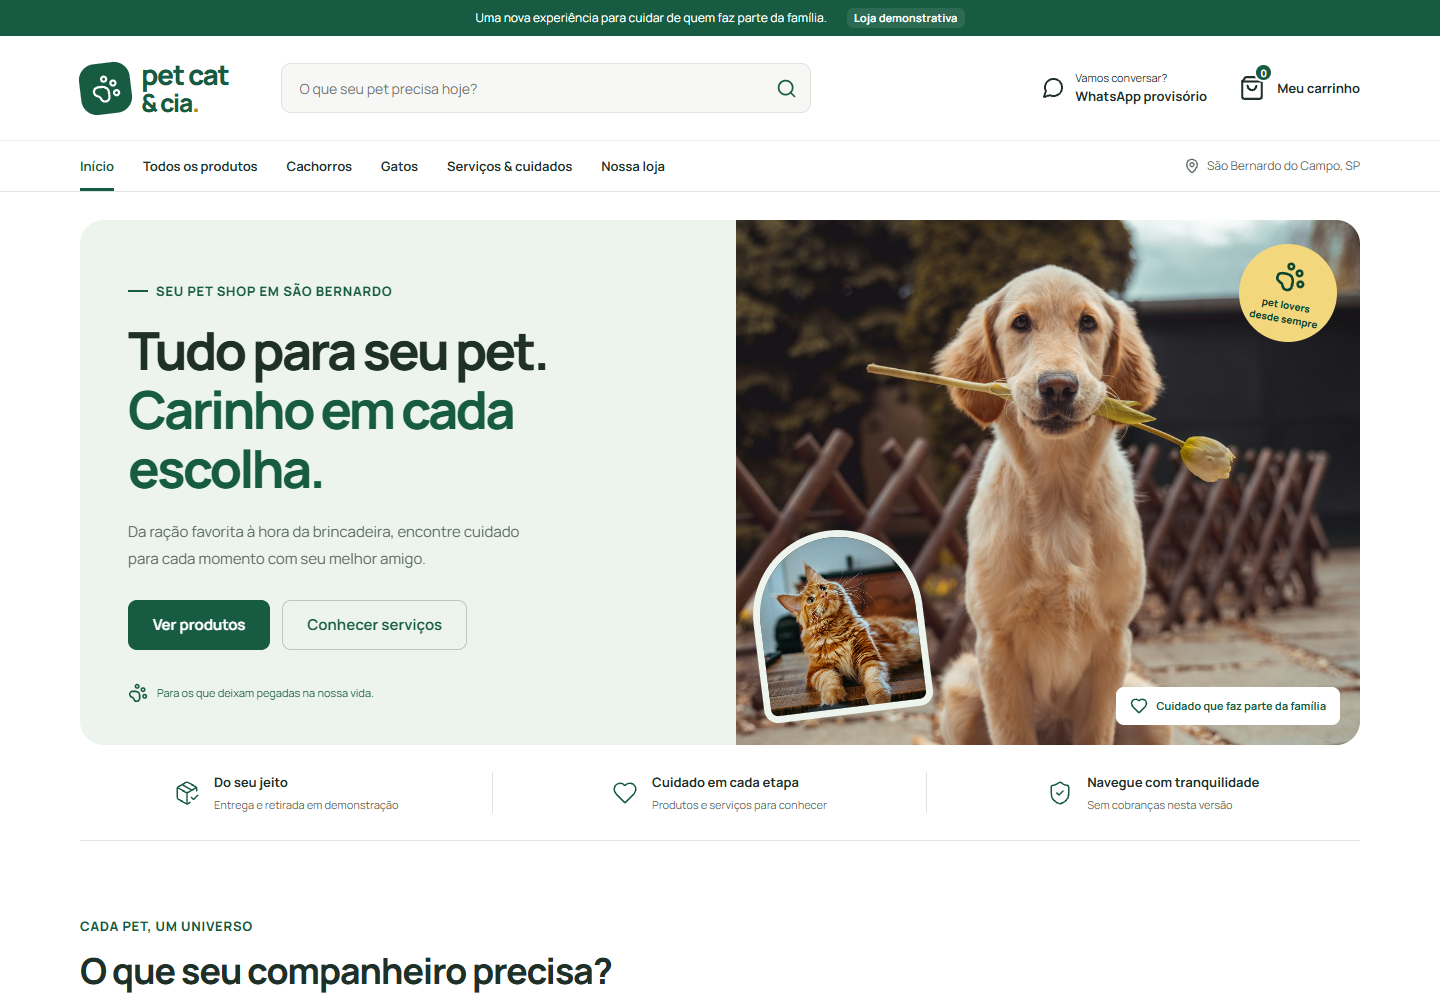 Uma nova experiência para cuidar de quem faz parte da família.
Loja demonstrativa
pet cat
& cia.
O que seu pet precisa hoje?
Vamos conversar?
WhatsApp provisório
0
Meu carrinho
Início
Todos os produtos
Cachorros
Gatos
Serviços & cuidados
Nossa loja
São Bernardo do Campo, SP
SEU PET SHOP EM SÃO BERNARDO
Tudo para seu pet.
Carinho em cada
escolha.
Da ração favorita à hora da brincadeira, encontre cuidado
para cada momento com seu melhor amigo.
Ver produtos
Conhecer serviços
Para os que deixam pegadas na nossa vida.
pet lovers
desde sempre
Cuidado que faz parte da família
Do seu jeito
Entrega e retirada em demonstração
Cuidado em cada etapa
Produtos e serviços para conhecer
Navegue com tranquilidade
Sem cobranças nesta versão
CADA PET, UM UNIVERSO
O que seu companheiro precisa?